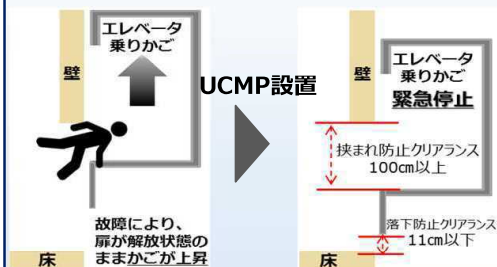 エレベータ
乗りかご
壁
故障により、
扉が解放状態の
ままかごが上昇
床
UCMP設置
エレベータ
乗りかご
緊急停止
壁
挟まれ防止クリアランス
100cm以上
落下防止クリアランス
11cm以下
床